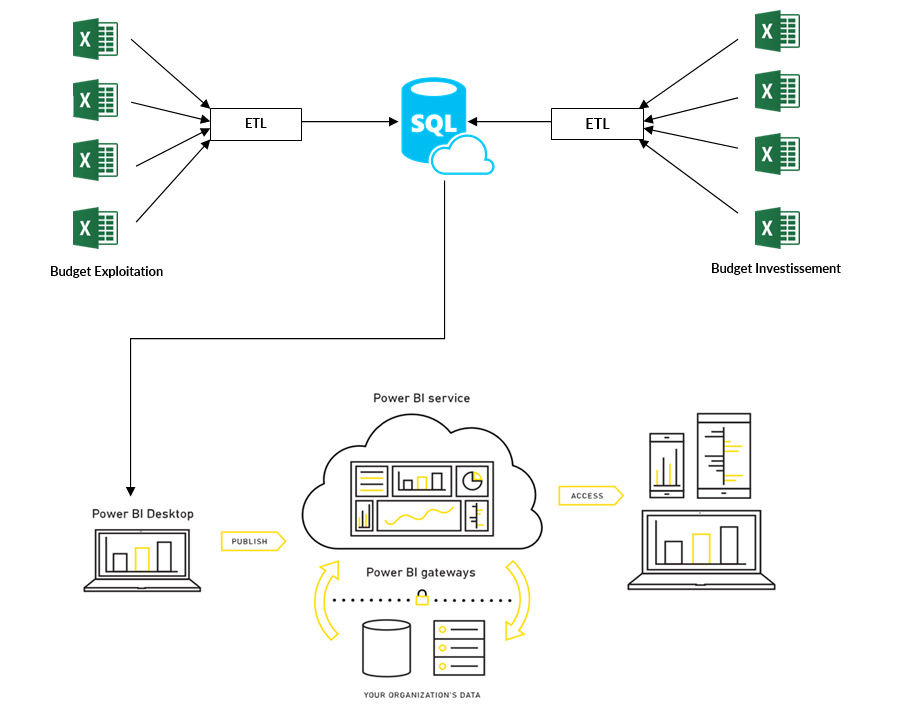 X
X
X
X
X
X
X
X
ETL
SQL
ETL
Budget Exploitation
Budget Investissement
Power BI service
Power BI Desktop
PUBLISH
ACCESS
Power BI gateways
YOUR ORGANIZATION'S DATA